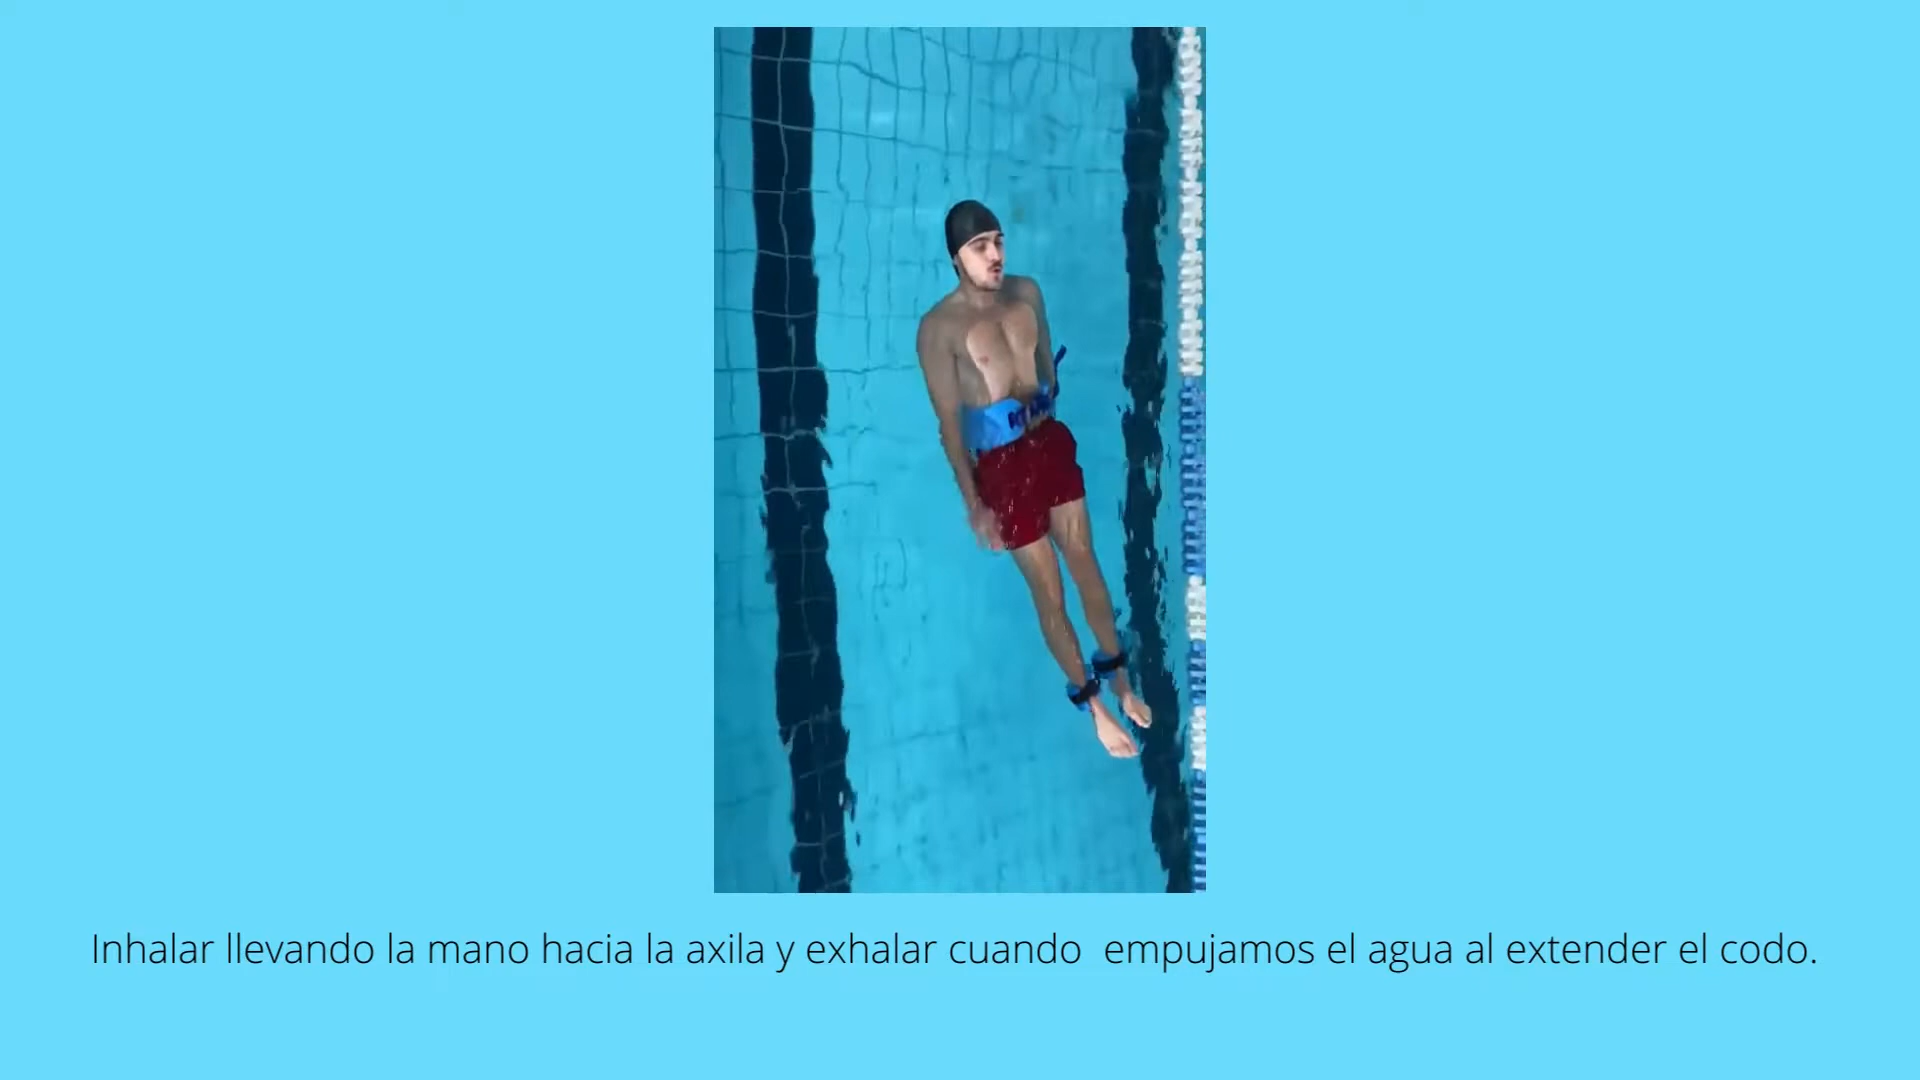 Inhalar llevando la mano hacia la axila y exhalar cuando  empujamos el agua al extender el codo.